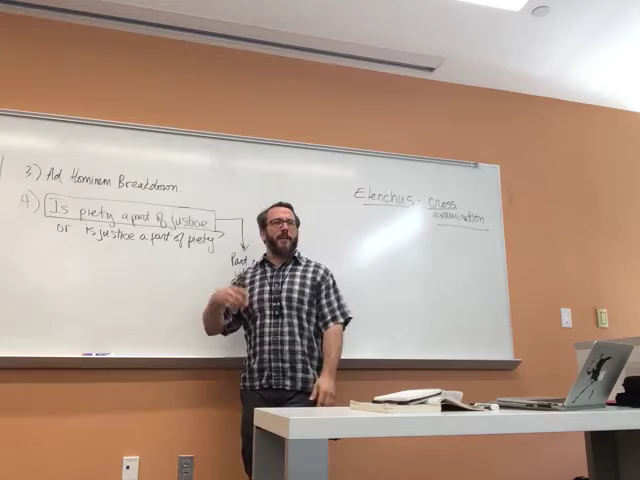 3) Ad Hominem Breakdown
4) Is piety a part of justice
or is justice a part of piety
Part
Elenchus - Cross
examination